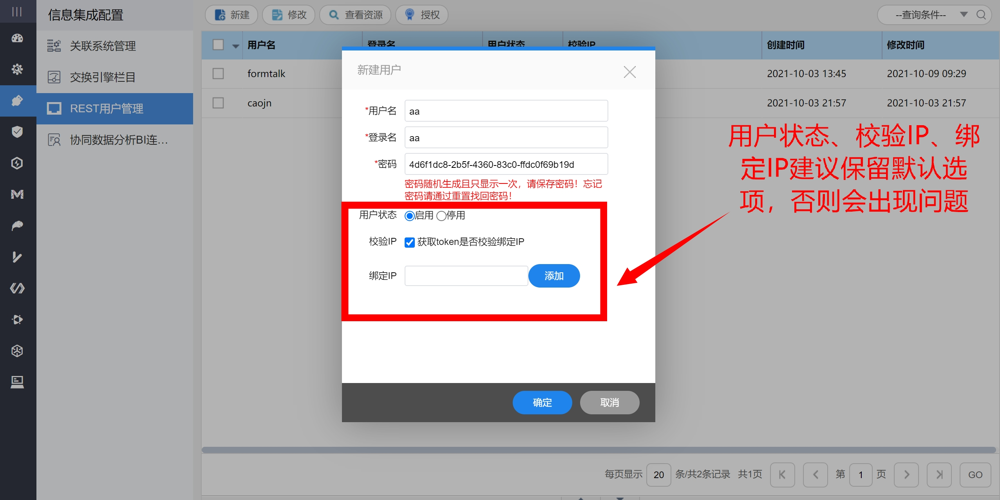 信息集成配置
新建
修改
查看资源
授权
--查询条件--
关联系统管理
交换引擎栏目
REST用户管理
协同数据分析BI连...
用户名
登录名
用户状态
校验IP
创建时间
修改时间
formtalk
2021-10-03 13:45
2021-10-09 09:29
caojn
2021-10-03 21:57
2021-10-03 21:57
新建用户
*用户名
aa
*登录名
aa
*密码
4d6f1dc8-2b5f-4360-83c0-ffdc0f69b19d
密码随机生成且只显示一次，请保存密码！忘记
密码请通过重置找回密码！
用户状态
启用
停用
校验IP
获取token是否校验绑定IP
绑定IP
添加
确定
取消
用户状态、校验IP、绑
定IP建议保留默认选
项，否则会出现问题
每页显示 20 条/共2条记录 共1页
第 1 页
GO